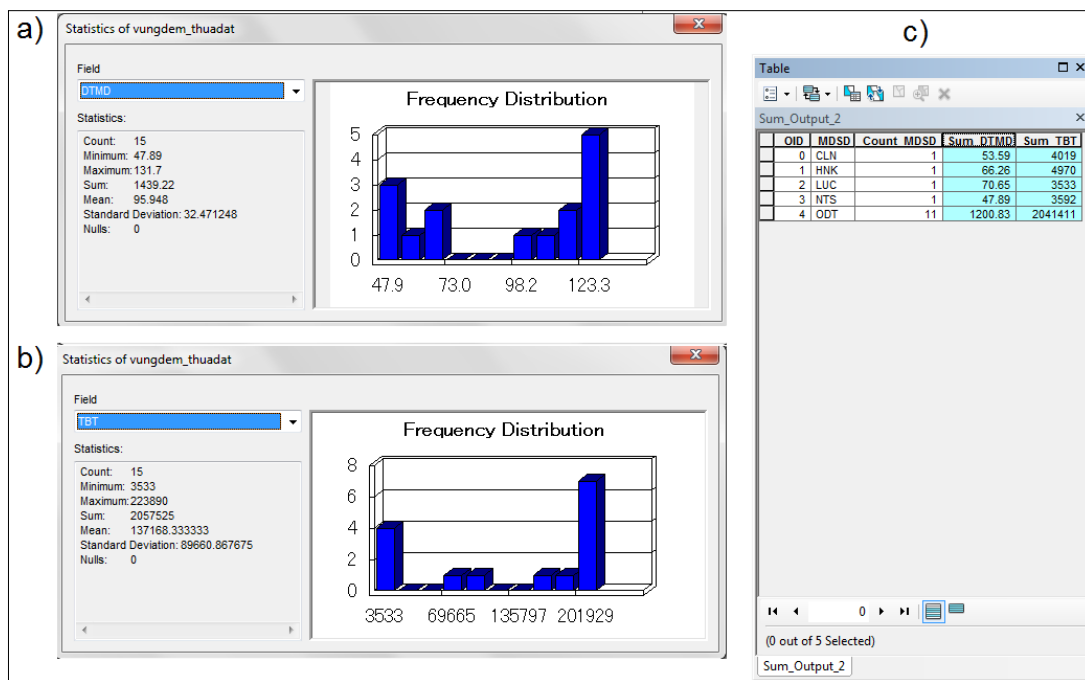 a)
Statistics of vungdem_thuadat
Field
DTMD
Statistics:
Count: 15
Minimum: 47.89
Maximum: 131.7
Sum: 1439.22
Mean: 95.948
Standard Deviation: 32.471248
Nulls: 0
Frequency Distribution
5
4
3
2
1
0
47.9 73.0 98.2 123.3
b)
Statistics of vungdem_thuadat
Field
TBT
Statistics:
Count: 15
Minimum: 3533
Maximum: 223890
Sum: 2057525
Mean: 137168.333333
Standard Deviation: 89660.867675
Nulls: 0
Frequency Distribution
8
6
4
2
0
3533 69665 135797 201929
c)
Table
Sum_Output_2
OID MDSD Count_MDSD Sum_DTMD Sum_TBT
0 CLN 1 53.59 4019
1 HNK 1 66.26 4970
2 LUC 1 70.65 3533
3 NTS 1 47.89 3592
4 ODT 11 1200.83 2041411
0
(0 out of 5 Selected)
Sum_Output_2